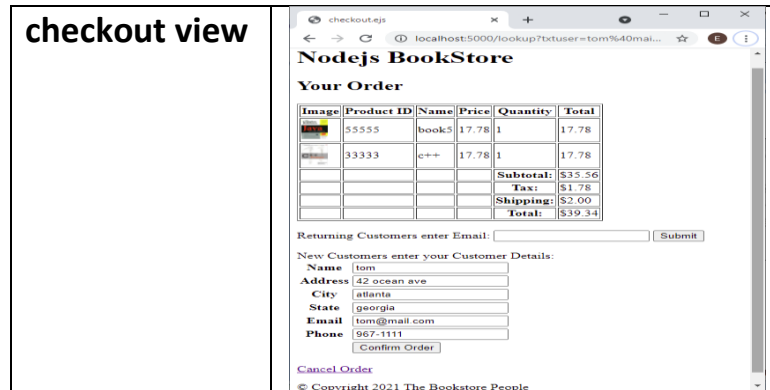 checkout view
checkout.ejs
localhost:5000/lookup?txtuser=tom%40mai...
E
Nodejs BookStore
Your Order
Image Product ID Name Price Quantity Total
55555 book5 17.78 1 17.78
33333 c++ 17.78 1 17.78
Subtotal: $35.56
Tax: $1.78
Shipping: $2.00
Total: $39.34
Returning Customers enter Email: Submit
New Customers enter your Customer Details:
Name tom
Address 42 ocean ave
City atlanta
State georgia
Email tom@mail.com
Phone 967-1111
Confirm Order
Cancel Order
© Copyright 2021 The Bookstore People